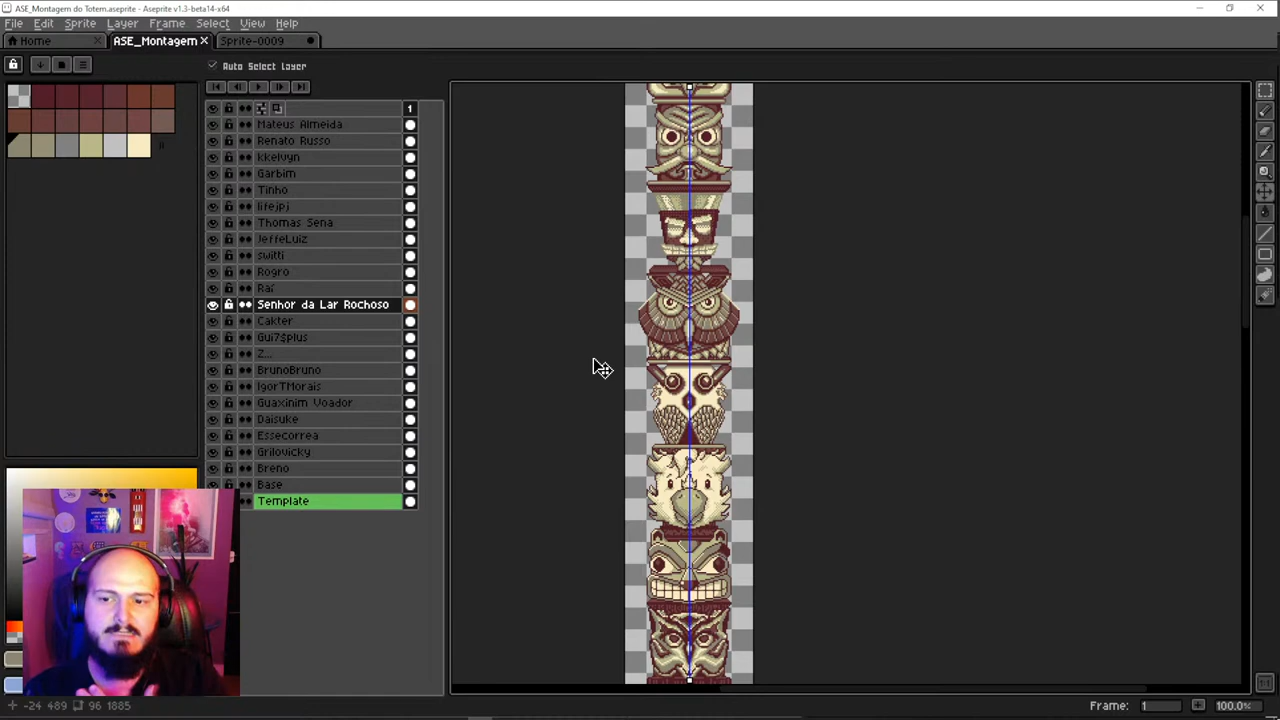 ASE_Montagem do Totem.aseprite - Aseprite v1.3-beta14-x64
File Edit Sprite Layer Frame Select View Help
Home ASE_Montagem Sprite-0009
Auto Select Layer
1
Mateus Almeida
Renato Russo
kkelvyn
Garbim
Tinho
lifejpj
Thomas Sena
JeffeLuiz
switti
Rogro
Raí
Senhor da Lar Rochoso
Cakter
Gui7$plus
Z...
BrunoBruno
IgorTMorais
Guaxinim Voador
Daisuke
Essecorrea
Grilovicky
Breno
Base
Template
-24 489 96 1885
Frame: 1 100.0%